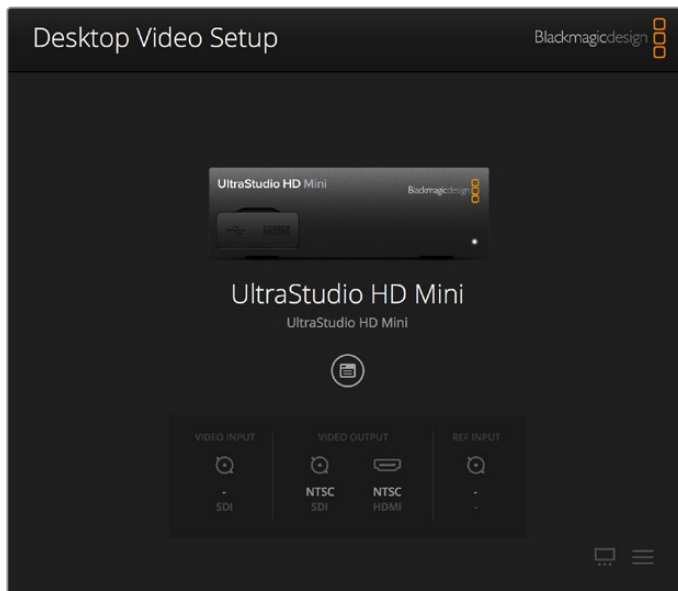 Desktop Video Setup
Blackmagicdesign
UltraStudio HD Mini
Blackmagicdesign
UltraStudio HD Mini
UltraStudio HD Mini
VIDEO INPUT VIDEO OUTPUT REF INPUT
- NTSC NTSC -
SDI SDI HDMI -